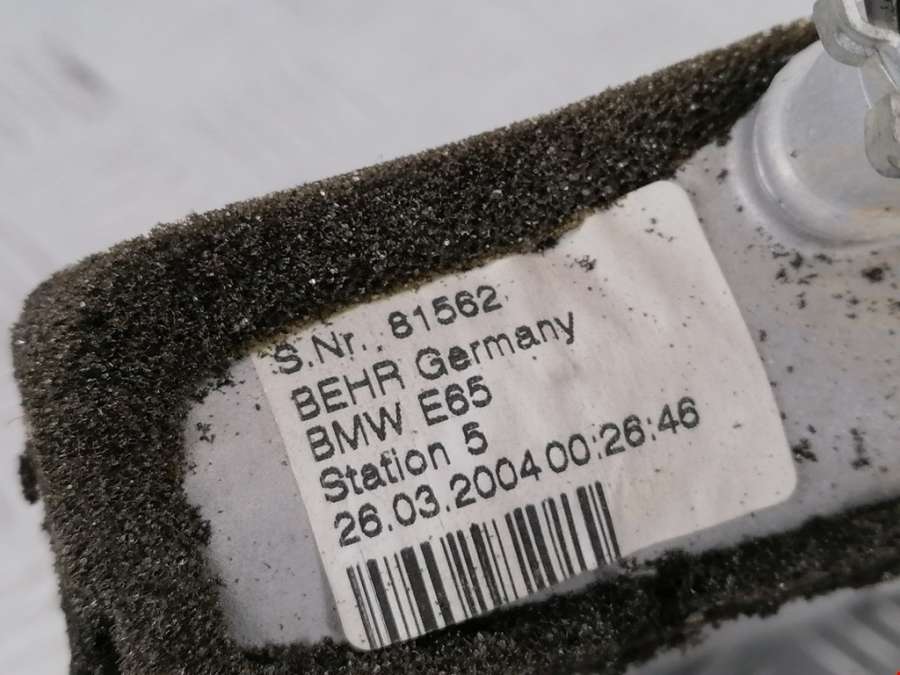 S.Nr.: 81562
BEHR Germany
BMW E65
Station 5
26.03.2004 00:26:46